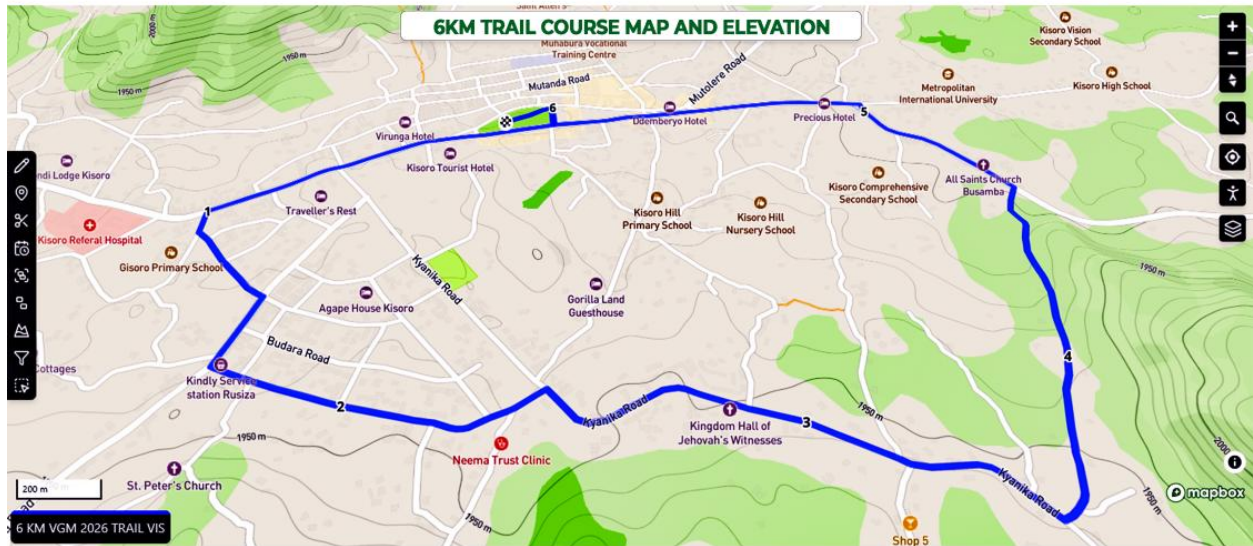 6KM TRAIL COURSE MAP AND ELEVATION
Muhabura Vocational
Training Centre
Mutanda Road
Mutolere Road
1950 m
2000 m
1950 m
Kisoro Vision
Secondary School
Kisoro High School
Metropolitan
International University
Virunga Hotel
6
Ddemberyo Hotel
Precious Hotel
5
Kisoro Tourist Hotel
ndi Lodge Kisoro
Traveller's Rest
1
Kisoro Referal Hospital
Gisoro Primary School
Kisoro Hill
Primary School
Kisoro Hill
Nursery School
Kisoro Comprehensive
Secondary School
All Saints Church
Busamba
Kyanika Road
Agape House Kisoro
Gorilla Land
Guesthouse
1950 m
Budara Road
Cottages
Kindly Service
station Rusiza
2
4
Kyanika Road
Kingdom Hall of
Jehovah's Witnesses
3
1950 m
1950 m
Neema Trust Clinic
St. Peter's Church
Kyanika Road
2000 m
1950 m
1950 m
200 m
mapbox
6 KM VGM 2026 TRAIL VIS
Shop 5